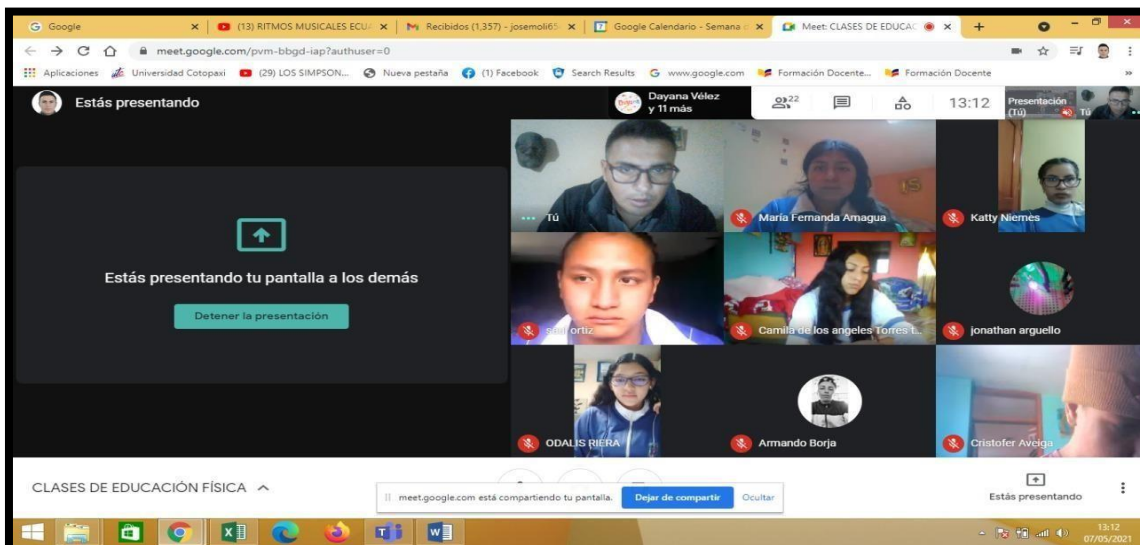 Google
(13) RITMOS MUSICALES ECU
Recibidos (1,357) - josemoli65
Google Calendario - Semana
Meet: CLASES DE EDUCAC
meet.google.com/pvm-bbgd-iap?authuser=0
Aplicaciones
Universidad Cotopaxi
(29) LOS SIMPSON...
Nueva pestaña
(1) Facebook
Search Results
www.google.com
Formación Docente...
Formación Docente
Estás presentando
Dayana Vélez
y 11 más
22
13:12
Presentación
(Tú)
Tú
Estás presentando tu pantalla a los demás
Detener la presentación
Tú
María Fernanda Amagua
Katty Niemes
ortiz
Camila de los angeles Torres t...
jonathan arguello
ODALIS RIERA
Armando Borja
Cristofer Aveiga
CLASES DE EDUCACIÓN FÍSICA
meet.google.com está compartiendo tu pantalla.
Dejar de compartir
Ocultar
Estás presentando
13:12
07/05/2021